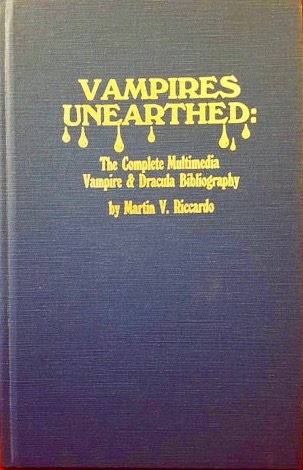 VAMPIRES
UNEARTHED:
The Complete Multimedia
Vampire & Dracula Bibliography
by Martin V. Riccardo